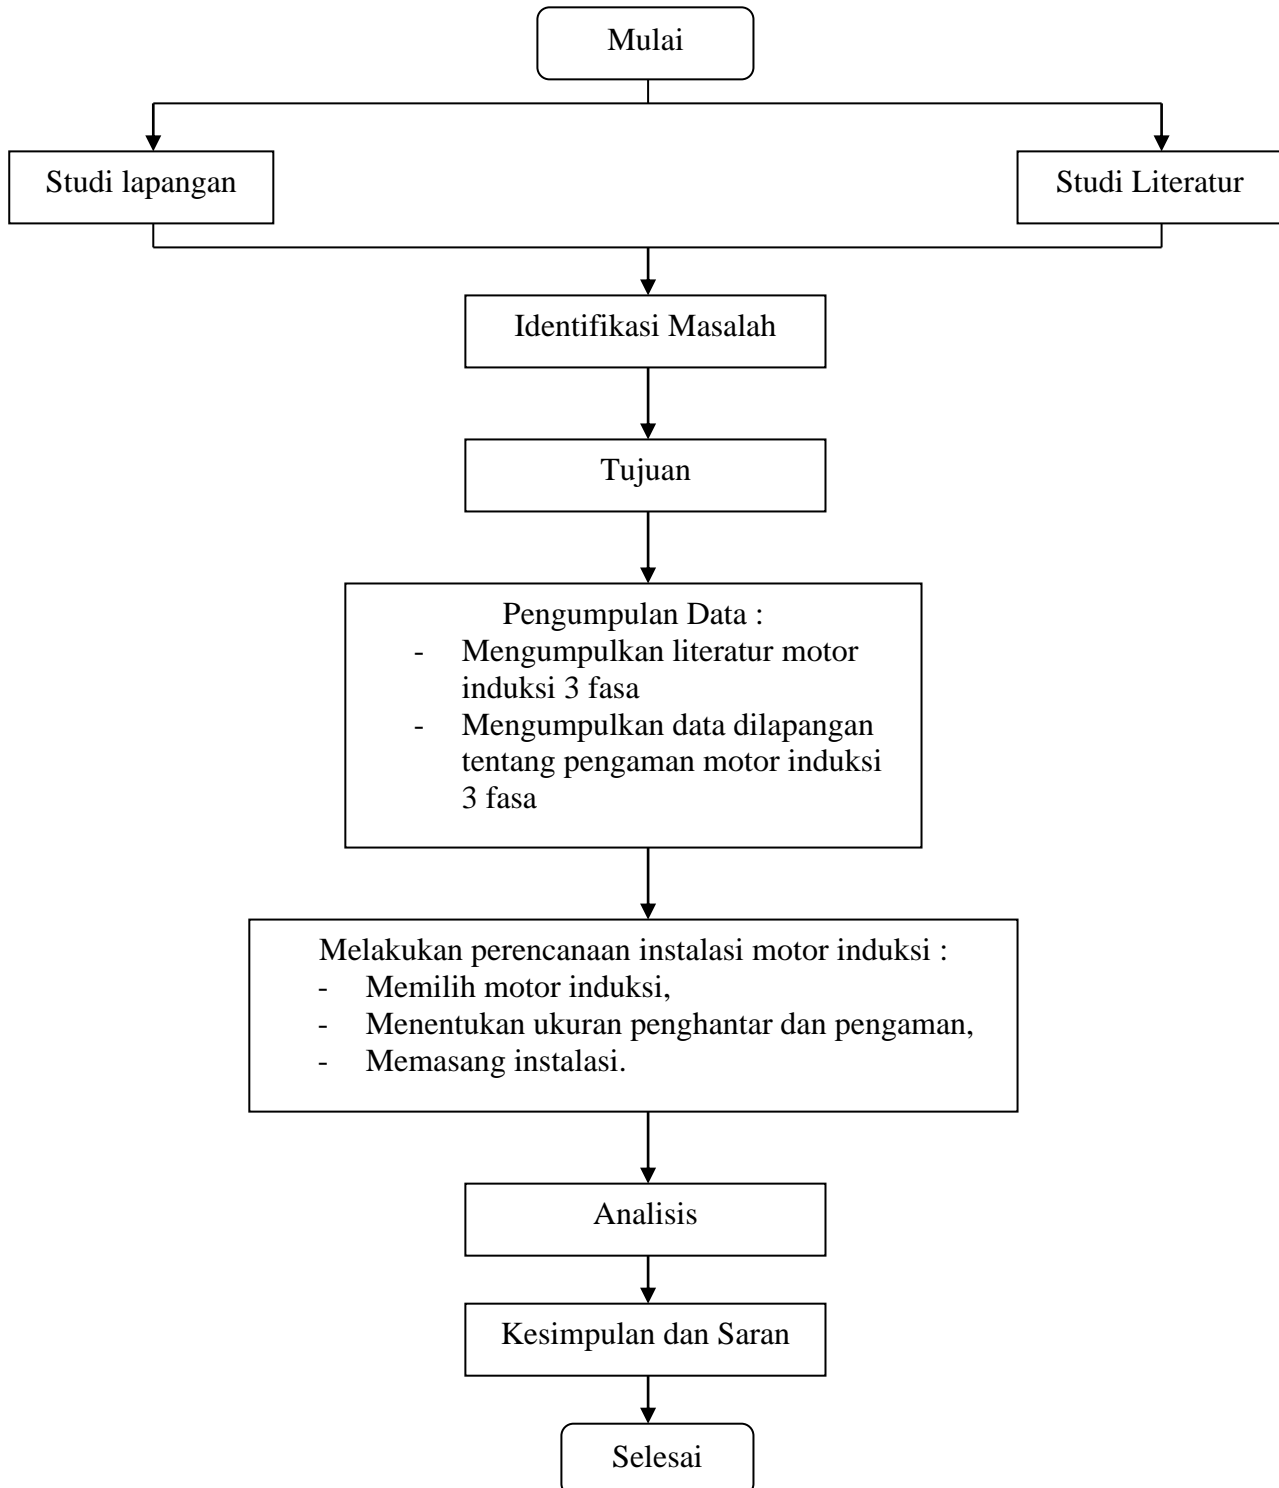 Mulai
Studi lapangan
Studi Literatur
Identifikasi Masalah
Tujuan
Pengumpulan Data :
- Mengumpulkan literatur motor
induksi 3 fasa
- Mengumpulkan data dilapangan
tentang pengaman motor induksi
3 fasa
Melakukan perencanaan instalasi motor induksi :
- Memilih motor induksi,
- Menentukan ukuran penghantar dan pengaman,
- Memasang instalasi.
Analisis
Kesimpulan dan Saran
Selesai